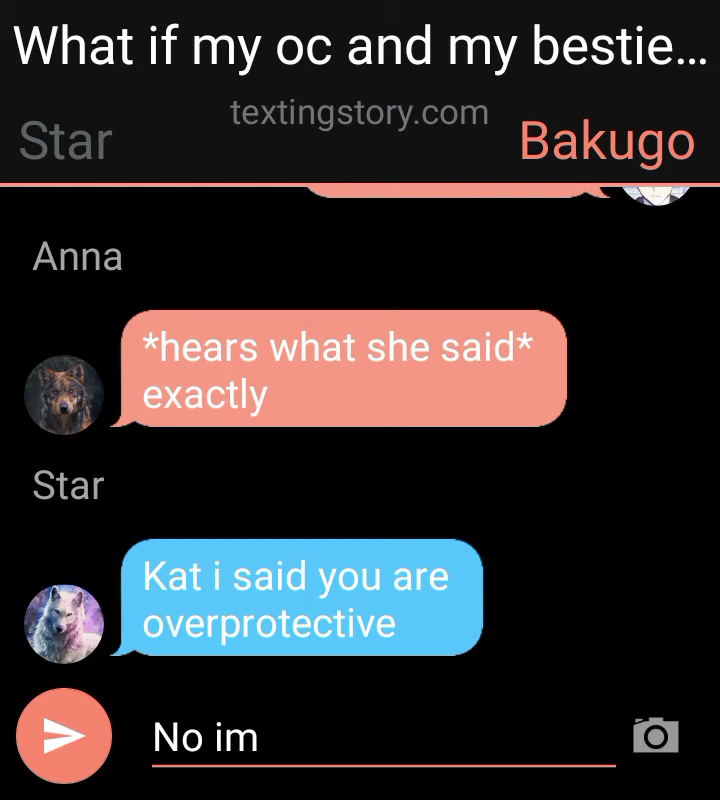 What if my oc and my bestie...
textingstory.com
Star
Bakugo
Anna
*hears what she said*
exactly
Star
Kat i said you are
overprotective
No im